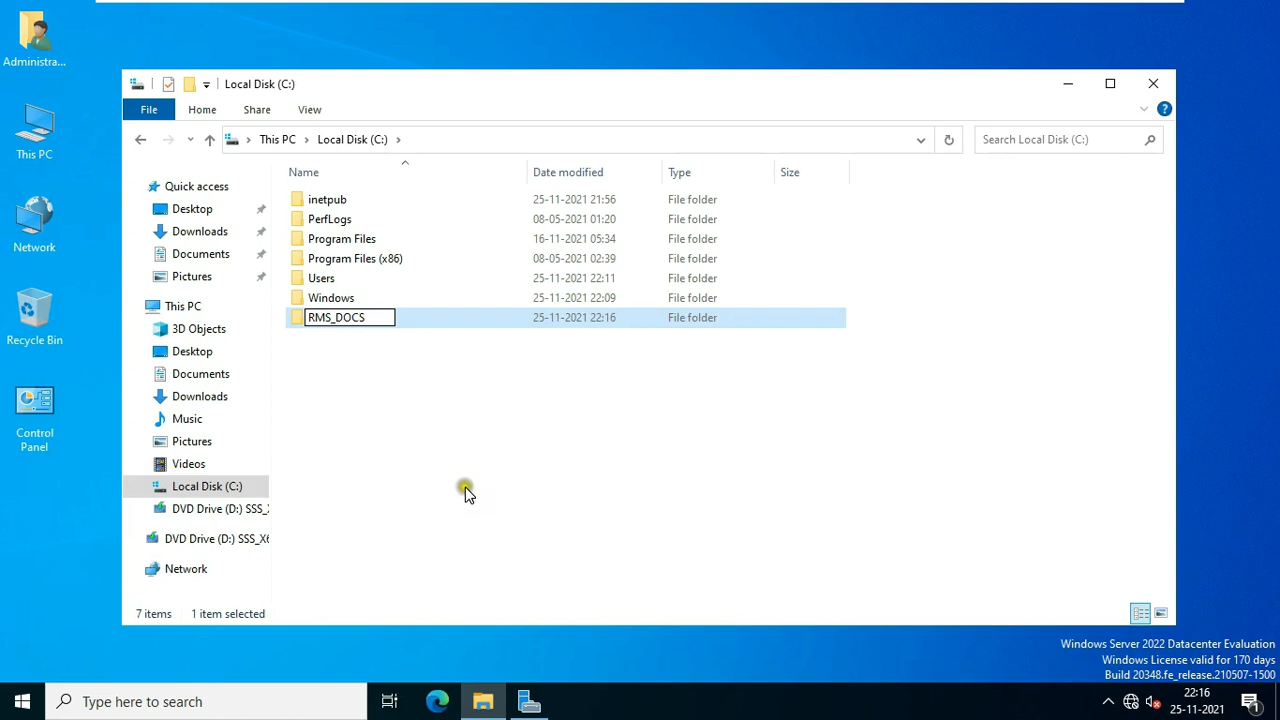 Administra...
This PC
Network
Recycle Bin
Control
Panel
Local Disk (C:)
File Home Share View
This PC Local Disk (C:)
Search Local Disk (C:)
Name Date modified Type Size
inetpub 25-11-2021 21:56 File folder
PerfLogs 08-05-2021 01:20 File folder
Program Files 16-11-2021 05:34 File folder
Program Files (x86) 08-05-2021 02:39 File folder
Users 25-11-2021 22:11 File folder
Windows 25-11-2021 22:09 File folder
RMS_DOCS 25-11-2021 22:16 File folder
Quick access
Desktop
Downloads
Documents
Pictures
This PC
3D Objects
Desktop
Documents
Downloads
Music
Pictures
Videos
Local Disk (C:)
DVD Drive (D:) SSS_X
DVD Drive (D:) SSS_X6
Network
7 items 1 item selected
Windows Server 2022 Datacenter Evaluation
Windows License valid for 170 days
Build 20348.fe_release.210507-1500
Type here to search
22:16
25-11-2021
1